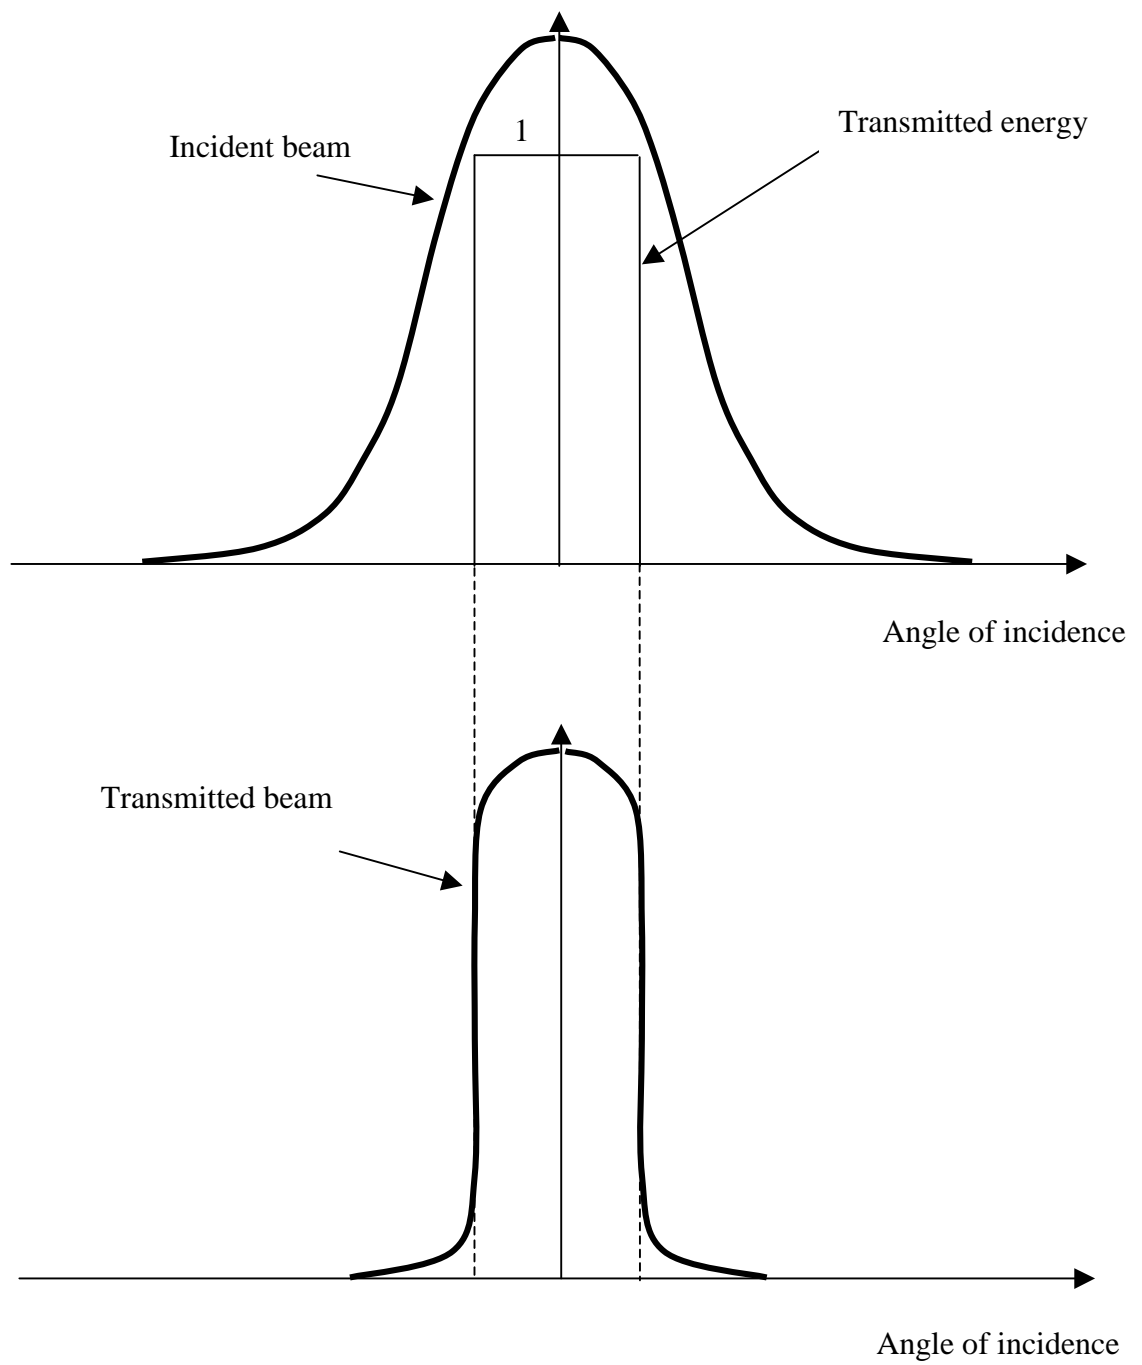 1
Transmitted energy
Incident beam
Angle of incidence
Transmitted beam
Angle of incidence